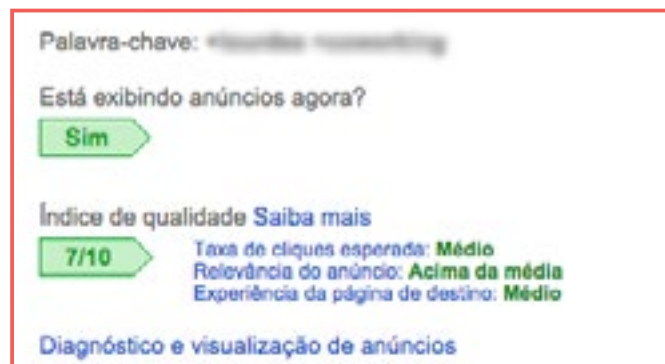 Palavra-chave:
Está exibindo anúncios agora?
Sim
Índice de qualidade Saiba mais
7/10
Taxa de cliques esperada: Médio
Relevância do anúncio: Acima da média
Experiência da página de destino: Médio
Diagnóstico e visualização de anúncios